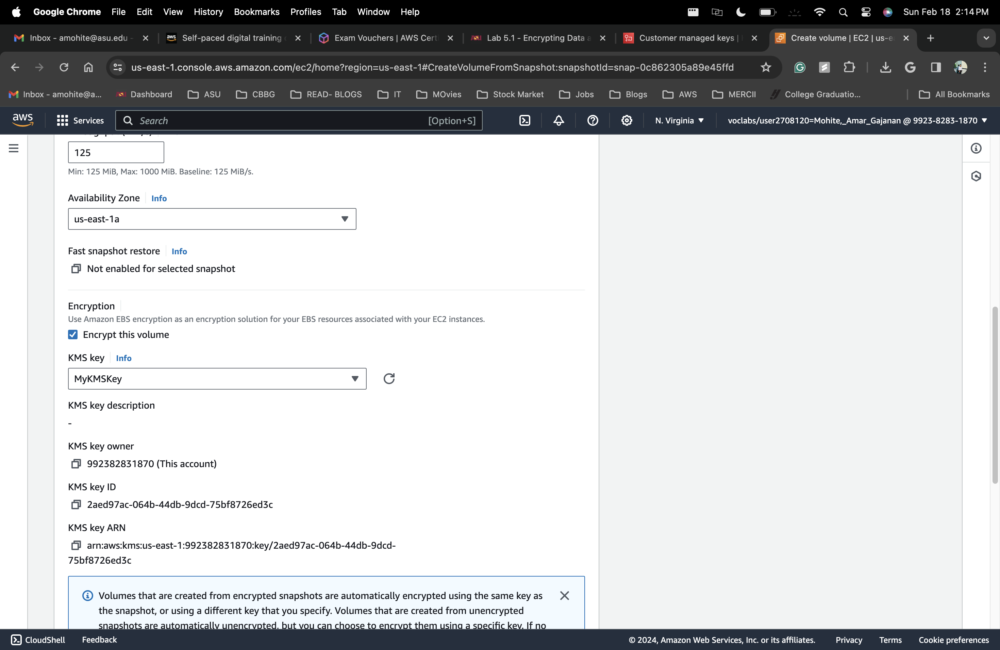 Google Chrome File Edit View History Bookmarks Profiles Tab Window Help Sun Feb 18 2:14 PM
Inbox - amohite@asu.edu - Self-paced digital training Exam Vouchers | AWS Cert Lab 5.1 - Encrypting Data a Customer managed keys | Create volume | EC2 | us-e
us-east-1.console.aws.amazon.com/ec2/home?region=us-east-1#CreateVolumeFromSnapshot:snapshotId=snap-0c862305a89e45ffd
Inbox - amohite@a... Dashboard ASU CBBG READ- BLOGS IT MOvies Stock Market Jobs Blogs AWS MERCII College Graduatio... All Bookmarks
aws Services Search [Option+S] N. Virginia voclabs/user2708120=Mohite,_Amar_Gajanan @ 9923-8283-1870
125
Min: 125 MiB, Max: 1000 MiB. Baseline: 125 MiB/s.
Availability Zone Info
us-east-1a
Fast snapshot restore Info
Not enabled for selected snapshot
Encryption
Use Amazon EBS encryption as an encryption solution for your EBS resources associated with your EC2 instances.
Encrypt this volume
KMS key Info
MyKMSKey
KMS key description
-
KMS key owner
992382831870 (This account)
KMS key ID
2aed97ac-064b-44db-9dcd-75bf8726ed3c
KMS key ARN
arn:aws:kms:us-east-1:992382831870:key/2aed97ac-064b-44db-9dcd-
75bf8726ed3c
Volumes that are created from encrypted snapshots are automatically encrypted using the same key as
the snapshot, or using a different key that you specify. Volumes that are created from unencrypted
snapshots are automatically unencrypted, but you can choose to encrypt them using a specific key. If no
CloudShell Feedback © 2024, Amazon Web Services, Inc. or its affiliates. Privacy Terms Cookie preferences